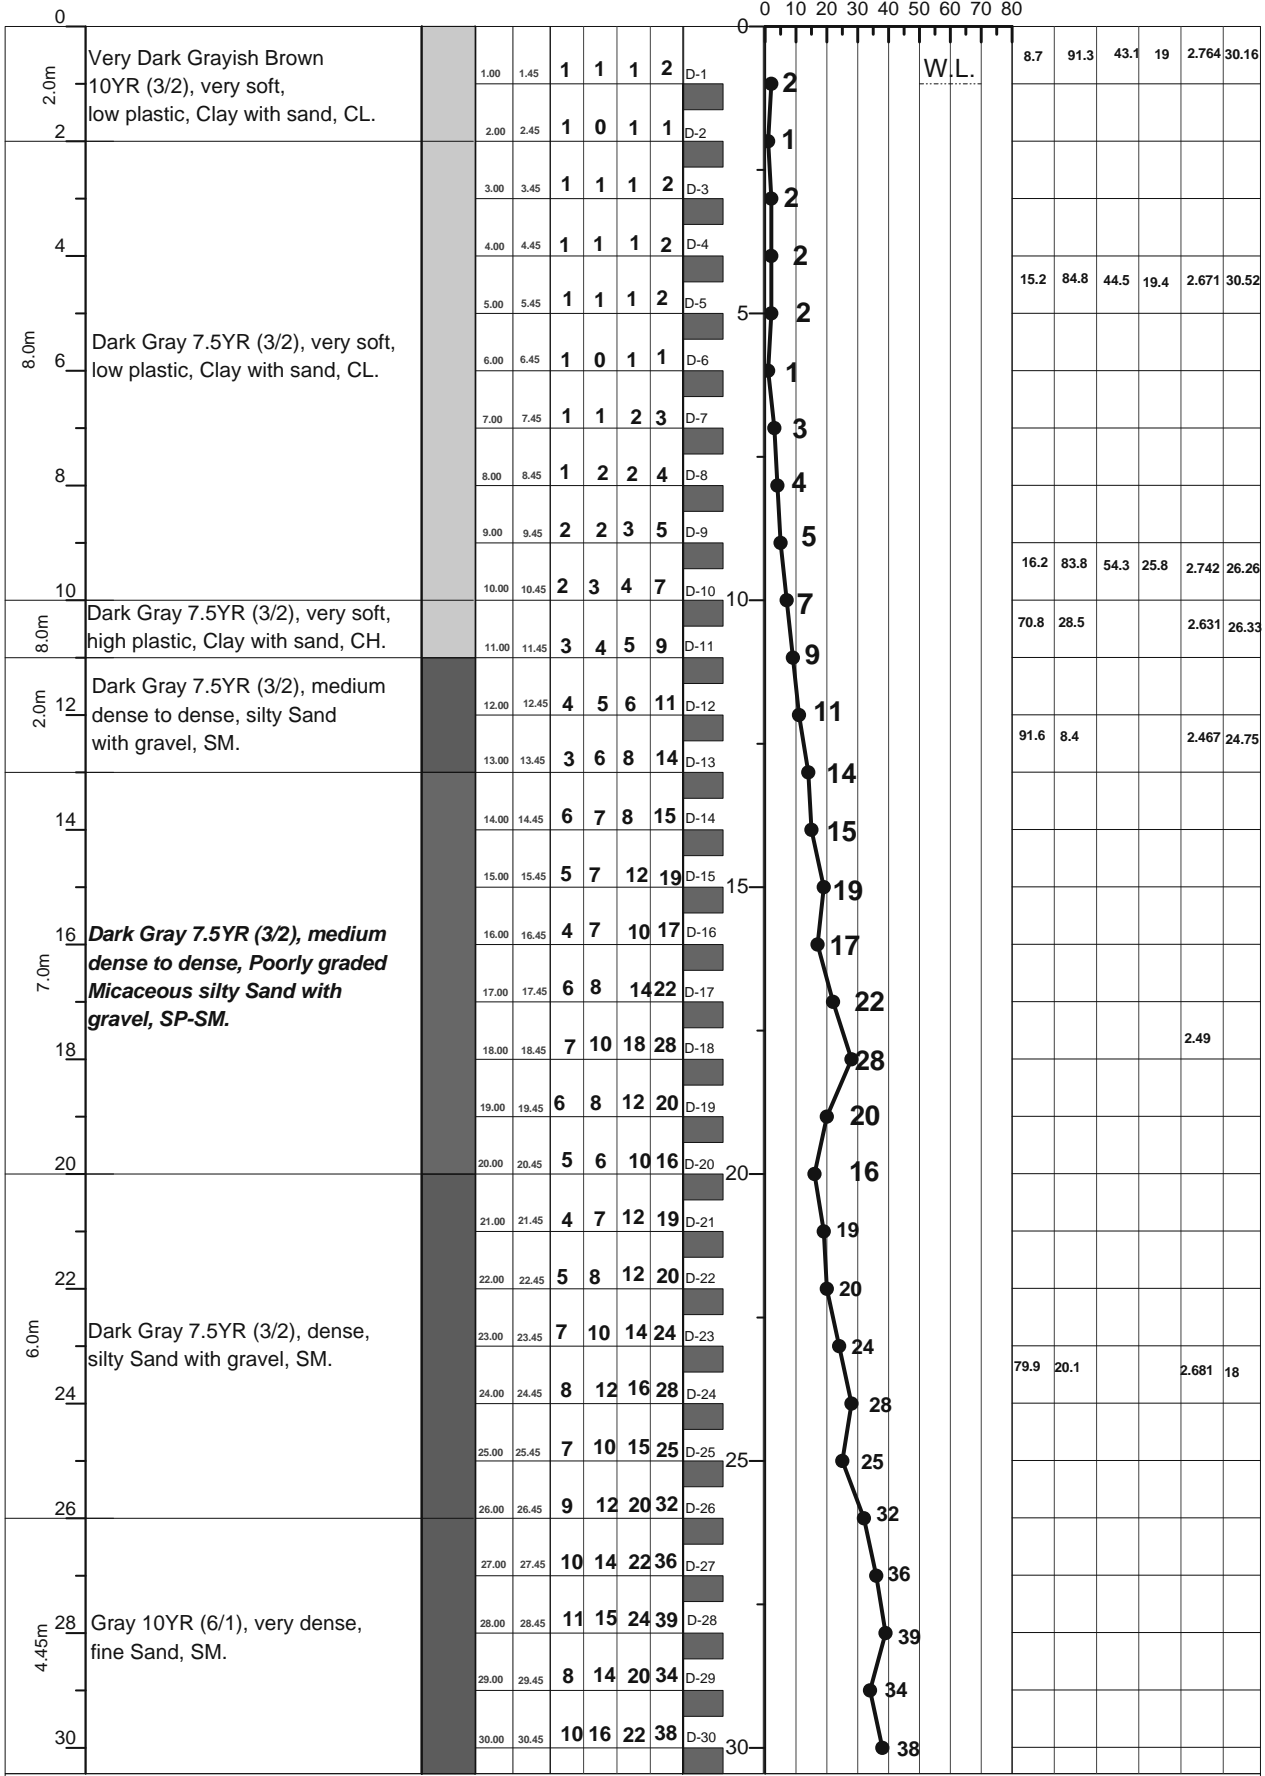 0 10 20 30 40 50 60 70 80
0 0
Very Dark Grayish Brown
10YR (3/2), very soft,
low plastic, Clay with sand, CL.
2.0m
W.L.
8.7 91.3 43.1 19 2.764 30.16
1.00 1.45 1 1 1 2 D-1 2
2 2.00 2.45 1 0 1 1 D-2 1
3.00 3.45 1 1 1 2 D-3 2
4 4.00 4.45 1 1 1 2 D-4 2
15.2 84.8 44.5 19.4 2.671 30.52
5.00 5.45 1 1 1 2 D-5 5 2
8.0m
Dark Gray 7.5YR (3/2), very soft,
low plastic, Clay with sand, CL.
6 6.00 6.45 1 0 1 1 D-6 1
7.00 7.45 1 1 2 3 D-7 3
8 8.00 8.45 1 2 2 4 D-8 4
9.00 9.45 2 2 3 5 D-9 5
16.2 83.8 54.3 25.8 2.742 26.26
10 10.00 10.45 2 3 4 7 D-10 10 7
8.0m
Dark Gray 7.5YR (3/2), very soft,
high plastic, Clay with sand, CH.
70.8 28.5 2.631 26.33
11.00 11.45 3 4 5 9 D-11 9
2.0m
Dark Gray 7.5YR (3/2), medium
dense to dense, silty Sand
with gravel, SM.
12 12.00 12.45 4 5 6 11 D-12 11
91.6 8.4 2.467 24.75
13.00 13.45 3 6 8 14 D-13 14
14 14.00 14.45 6 7 8 15 D-14 15
15.00 15.45 5 7 12 19 D-15 15 19
16 16.00 16.45 4 7 10 17 D-16 17
7.0m
Dark Gray 7.5YR (3/2), medium
dense to dense, Poorly graded
Micaceous silty Sand with
gravel, SP-SM.
17.00 17.45 6 8 14 22 D-17 22
2.49
18 18.00 18.45 7 10 18 28 D-18 28
19.00 19.45 6 8 12 20 D-19 20
20 20.00 20.45 5 6 10 16 D-20 20 16
21.00 21.45 4 7 12 19 D-21 19
22 22.00 22.45 5 8 12 20 D-22 20
6.0m
Dark Gray 7.5YR (3/2), dense,
silty Sand with gravel, SM.
23.00 23.45 7 10 14 24 D-23 24
79.9 20.1 2.681 18
24 24.00 24.45 8 12 16 28 D-24 28
25.00 25.45 7 10 15 25 D-25 25 25
26 26.00 26.45 9 12 20 32 D-26 32
27.00 27.45 10 14 22 36 D-27 36
4.45m
Gray 10YR (6/1), very dense,
fine Sand, SM.
28 28.00 28.45 11 15 24 39 D-28 39
29.00 29.45 8 14 20 34 D-29 34
30 30.00 30.45 10 16 22 38 D-30 30 38